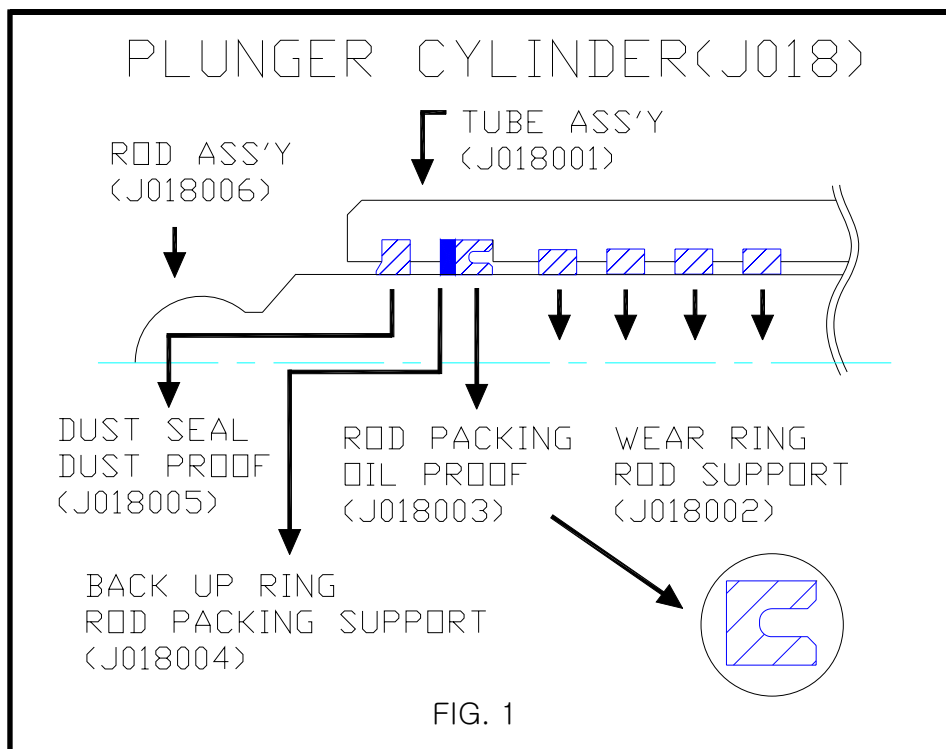 PLUNGER CYLINDER(J018)
TUBE ASS'Y
(J018001)
ROD ASS'Y
(J018006)
DUST SEAL
DUST PROOF
(J018005)
ROD PACKING
OIL PROOF
(J018003)
WEAR RING
ROD SUPPORT
(J018002)
BACK UP RING
ROD PACKING SUPPORT
(J018004)
FIG. 1